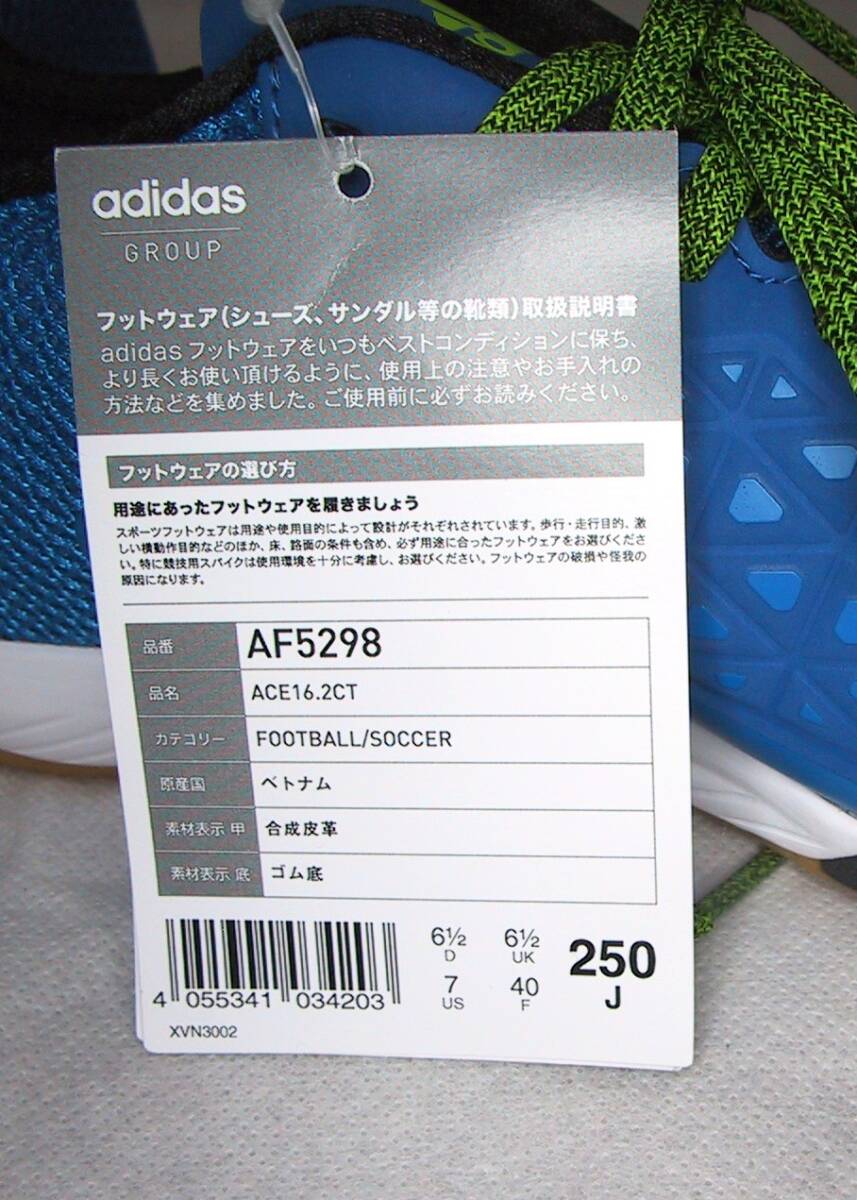 adidas
GROUP
フットウェア(シューズ、サンダル等の靴類)取扱説明書
adidas フットウェアをいつもベストコンディションに保ち、
より長くお使い頂けるように、使用上の注意やお手入れの
方法などを集めました。ご使用前に必ずお読みください。
フットウェアの選び方
用途にあったフットウェアを履きましょう
スポーツフットウェアは用途や使用目的によって設計がそれぞれされています。歩行・走行目的、激
しい横動作目的などのほか、床、路面の条件も含め、必ず用途に合ったフットウェアをお選びくださ
い。特に競技用スパイクは使用環境を十分に考慮し、お選びください。フットウェアの破損や怪我の
原因になります。
品番 AF5298
品名 ACE16.2CT
カテゴリー FOOTBALL/SOCCER
原産国 ベトナム
素材表示 甲 合成皮革
素材表示 底 ゴム底
6½ D 6½ UK 250 J
7 US 40 F
4 055341 034203
XVN3002